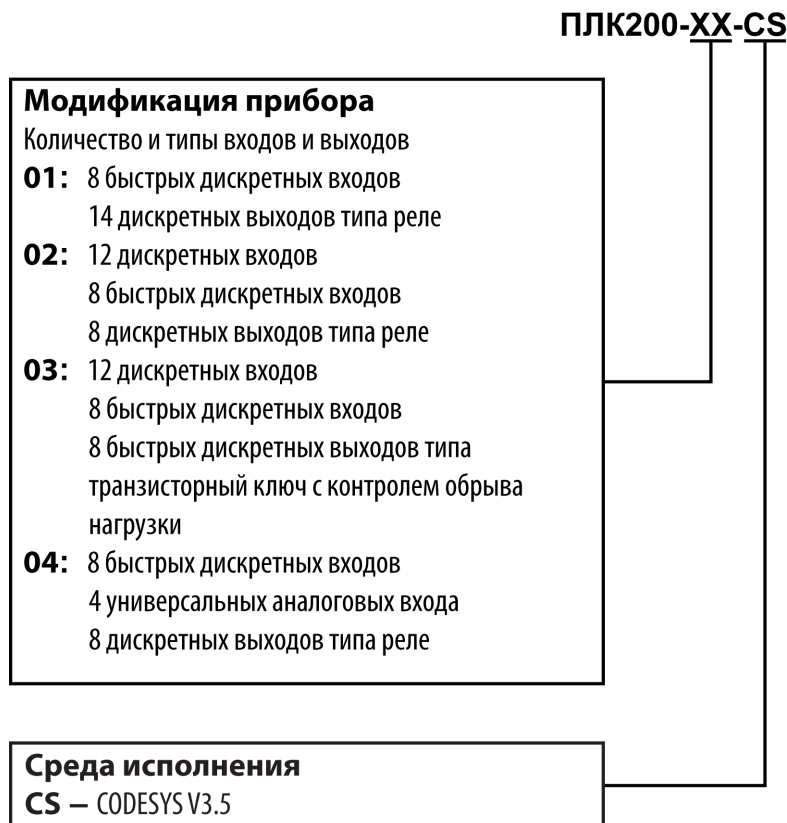 ПЛК200-XX-CS
Модификация прибора
Количество и типы входов и выходов
01: 8 быстрых дискретных входов
14 дискретных выходов типа реле
02: 12 дискретных входов
8 быстрых дискретных входов
8 дискретных выходов типа реле
03: 12 дискретных входов
8 быстрых дискретных входов
8 быстрых дискретных выходов типа
транзисторный ключ с контролем обрыва
нагрузки
04: 8 быстрых дискретных входов
4 универсальных аналоговых входа
8 дискретных выходов типа реле
Среда исполнения
CS – CODESYS V3.5